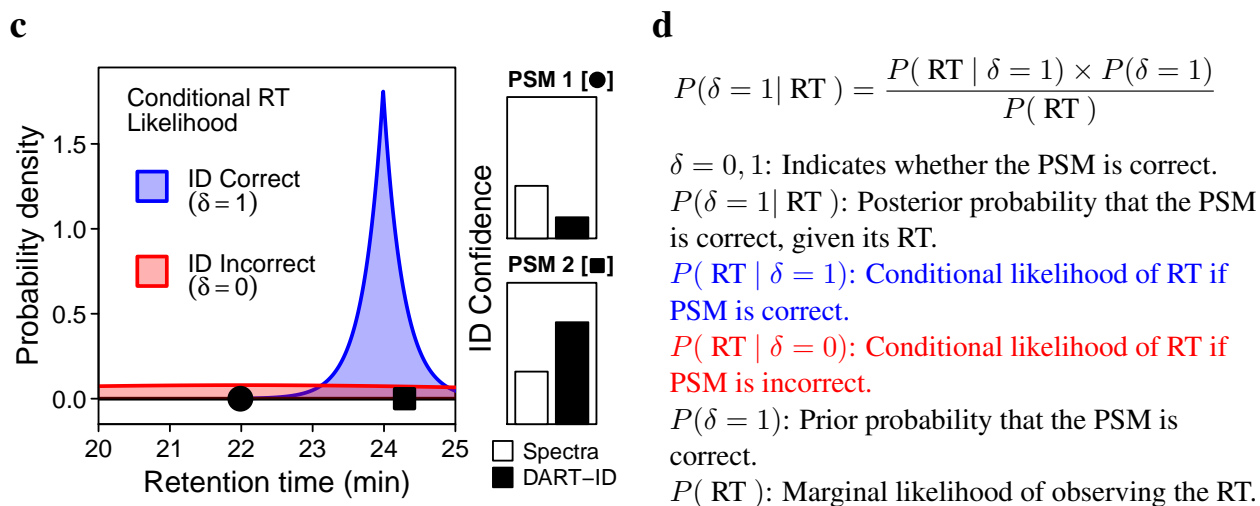 c
Conditional RT
Likelihood
ID Correct
(δ = 1)
ID Incorrect
(δ = 0)
Probability density
1.5
1.0
0.5
0.0
20 21 22 23 24 25
Retention time (min)
PSM 1 [●]
ID Confidence
PSM 2 [■]
Spectra
DART−ID
d
P(δ = 1| RT ) = P( RT | δ = 1) × P(δ = 1) / P( RT )
δ = 0, 1: Indicates whether the PSM is correct.
P(δ = 1| RT ): Posterior probability that the PSM
is correct, given its RT.
P( RT | δ = 1): Conditional likelihood of RT if
PSM is correct.
P( RT | δ = 0): Conditional likelihood of RT if
PSM is incorrect.
P(δ = 1): Prior probability that the PSM is
correct.
P( RT ): Marginal likelihood of observing the RT.